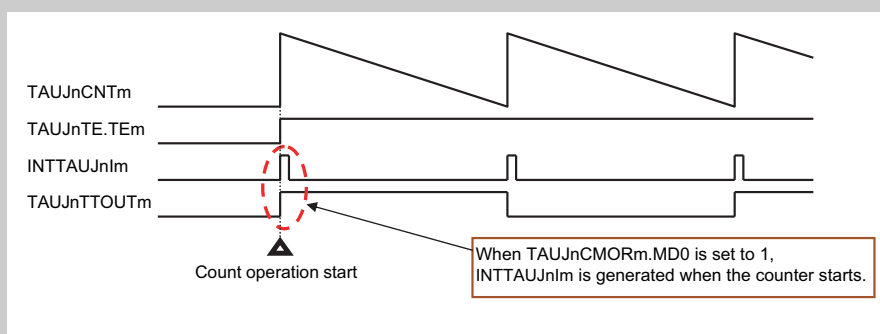 TAUJnCNTm
TAUJnTE.TEm
INTTAUJnIm
TAUJnTTOUTm
Count operation start
When TAUJnCMORm.MD0 is set to 1,
INTTAUJnIm is generated when the counter starts.